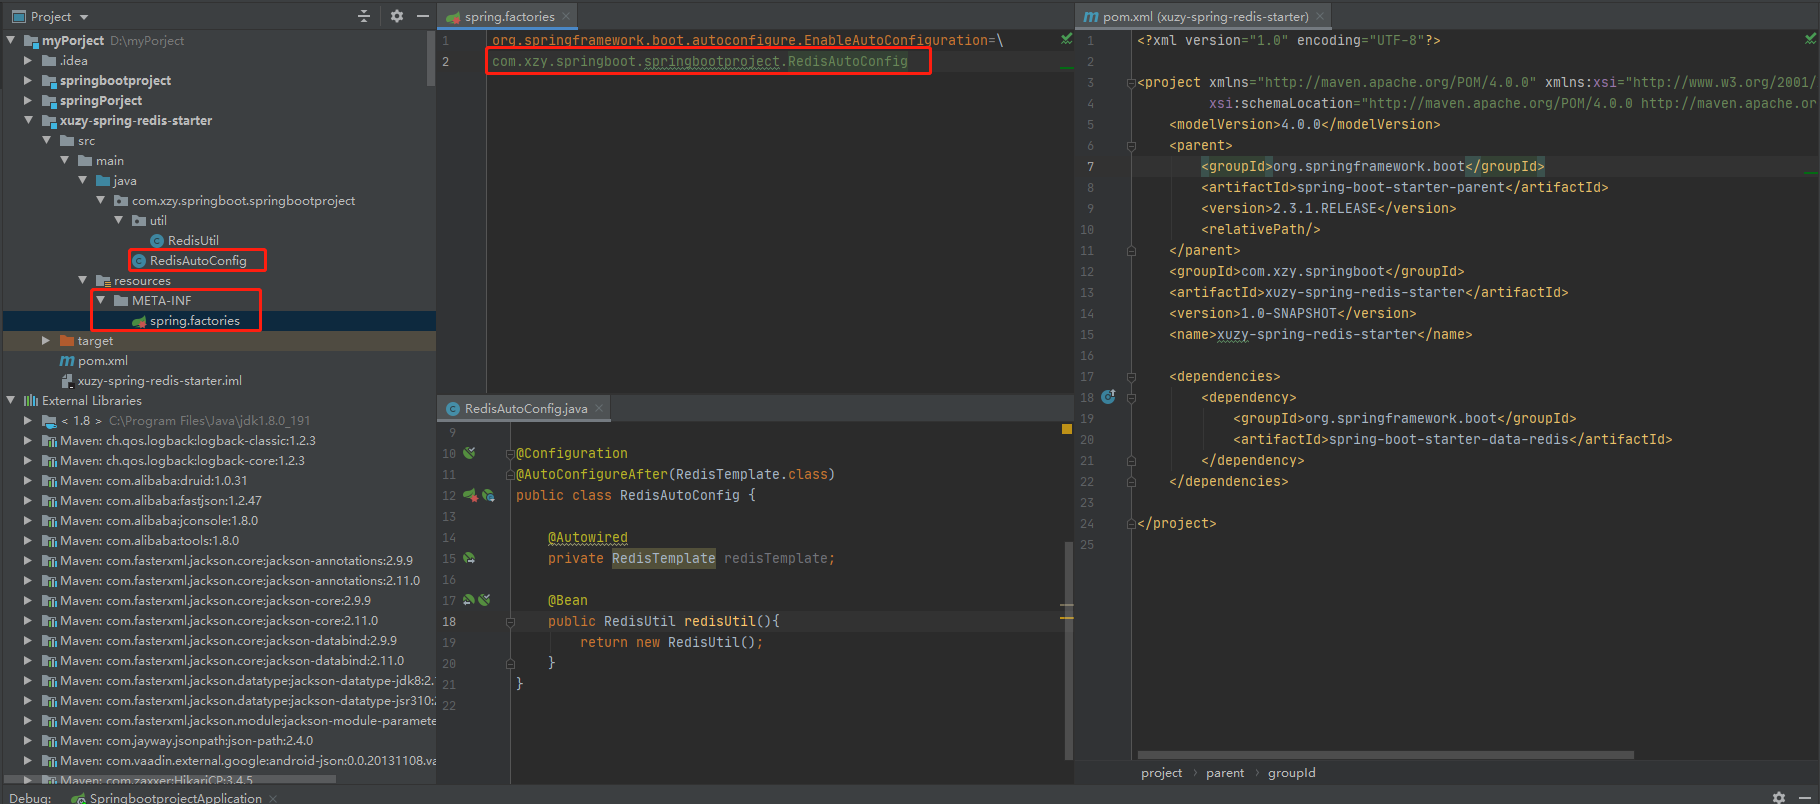 Project
myPorject D:\myPorject
.idea
springbootproject
springPorject
xuzy-spring-redis-starter
src
main
java
com.xzy.springboot.springbootproject
util
RedisUtil
RedisAutoConfig
resources
META-INF
spring.factories
target
pom.xml
xuzy-spring-redis-starter.iml
External Libraries
< 1.8 > C:\Program Files\Java\jdk1.8.0_191
Maven: ch.qos.logback:logback-classic:1.2.3
Maven: ch.qos.logback:logback-core:1.2.3
Maven: com.alibaba:druid:1.0.31
Maven: com.alibaba:fastjson:1.2.47
Maven: com.alibaba:jconsole:1.8.0
Maven: com.alibaba:tools:1.8.0
Maven: com.fasterxml.jackson.core:jackson-annotations:2.9.9
Maven: com.fasterxml.jackson.core:jackson-annotations:2.11.0
Maven: com.fasterxml.jackson.core:jackson-core:2.9.9
Maven: com.fasterxml.jackson.core:jackson-core:2.11.0
Maven: com.fasterxml.jackson.core:jackson-databind:2.9.9
Maven: com.fasterxml.jackson.core:jackson-databind:2.11.0
Maven: com.fasterxml.jackson.datatype:jackson-datatype-jdk8:2.
Maven: com.fasterxml.jackson.datatype:jackson-datatype-jsr310:2
Maven: com.fasterxml.jackson.module:jackson-module-paramete
Maven: com.jayway.jsonpath:json-path:2.4.0
Maven: com.vaadin.external.google:android-json:0.0.20131108.va
Maven: com.zaxxer:HikariCP:3.4.5
spring.factories
1 org.springframework.boot.autoconfigure.EnableAutoConfiguration=\
2 com.xzy.springboot.springbootproject.RedisAutoConfig
RedisAutoConfig.java
9
10 @Configuration
11 @AutoConfigureAfter(RedisTemplate.class)
12 public class RedisAutoConfig {
13
14 @Autowired
15 private RedisTemplate redisTemplate;
16
17 @Bean
18 public RedisUtil redisUtil(){
19 return new RedisUtil();
20 }
21 }
22
pom.xml (xuzy-spring-redis-starter)
1 <?xml version="1.0" encoding="UTF-8"?>
2
3 <project xmlns="http://maven.apache.org/POM/4.0.0" xmlns:xsi="http://www.w3.org/2001/
4 xsi:schemaLocation="http://maven.apache.org/POM/4.0.0 http://maven.apache.or
5 <modelVersion>4.0.0</modelVersion>
6 <parent>
7 <groupId>org.springframework.boot</groupId>
8 <artifactId>spring-boot-starter-parent</artifactId>
9 <version>2.3.1.RELEASE</version>
10 <relativePath/>
11 </parent>
12 <groupId>com.xzy.springboot</groupId>
13 <artifactId>xuzy-spring-redis-starter</artifactId>
14 <version>1.0-SNAPSHOT</version>
15 <name>xuzy-spring-redis-starter</name>
16
17 <dependencies>
18 <dependency>
19 <groupId>org.springframework.boot</groupId>
20 <artifactId>spring-boot-starter-data-redis</artifactId>
21 </dependency>
22 </dependencies>
23
24 </project>
25
project › parent › groupId
Debug: SpringbootprojectApplication